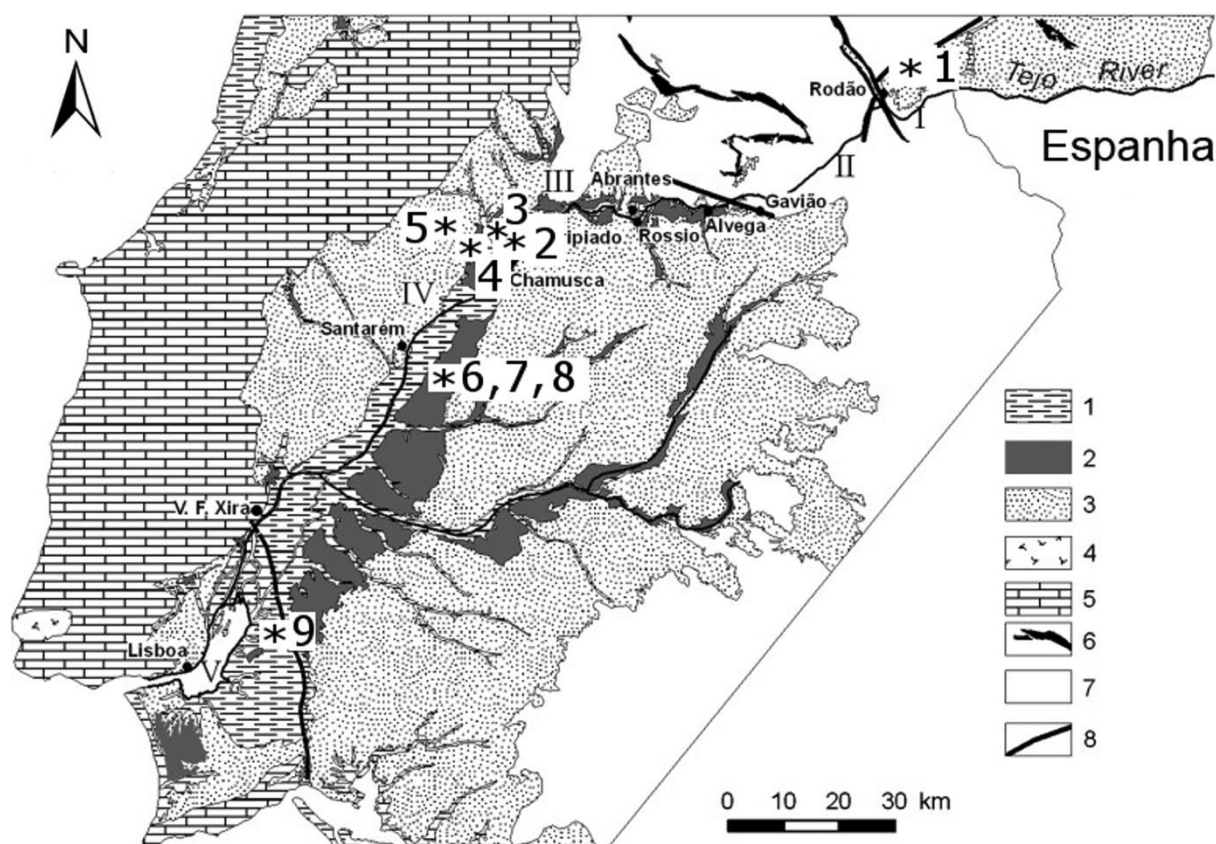 N
* 1
Tejo River
Rodão
I
Espanha
II
III
Abrantes
Gavião
3
5 *
*
* 2
ipiado.
Rossio
Alvega
*
4
Chamusca
IV
Santarém
*6,7,8
1
2
3
4
5
6
7
8
V. F. Xira
*9
Lisboa
V
0 10 20 30 km